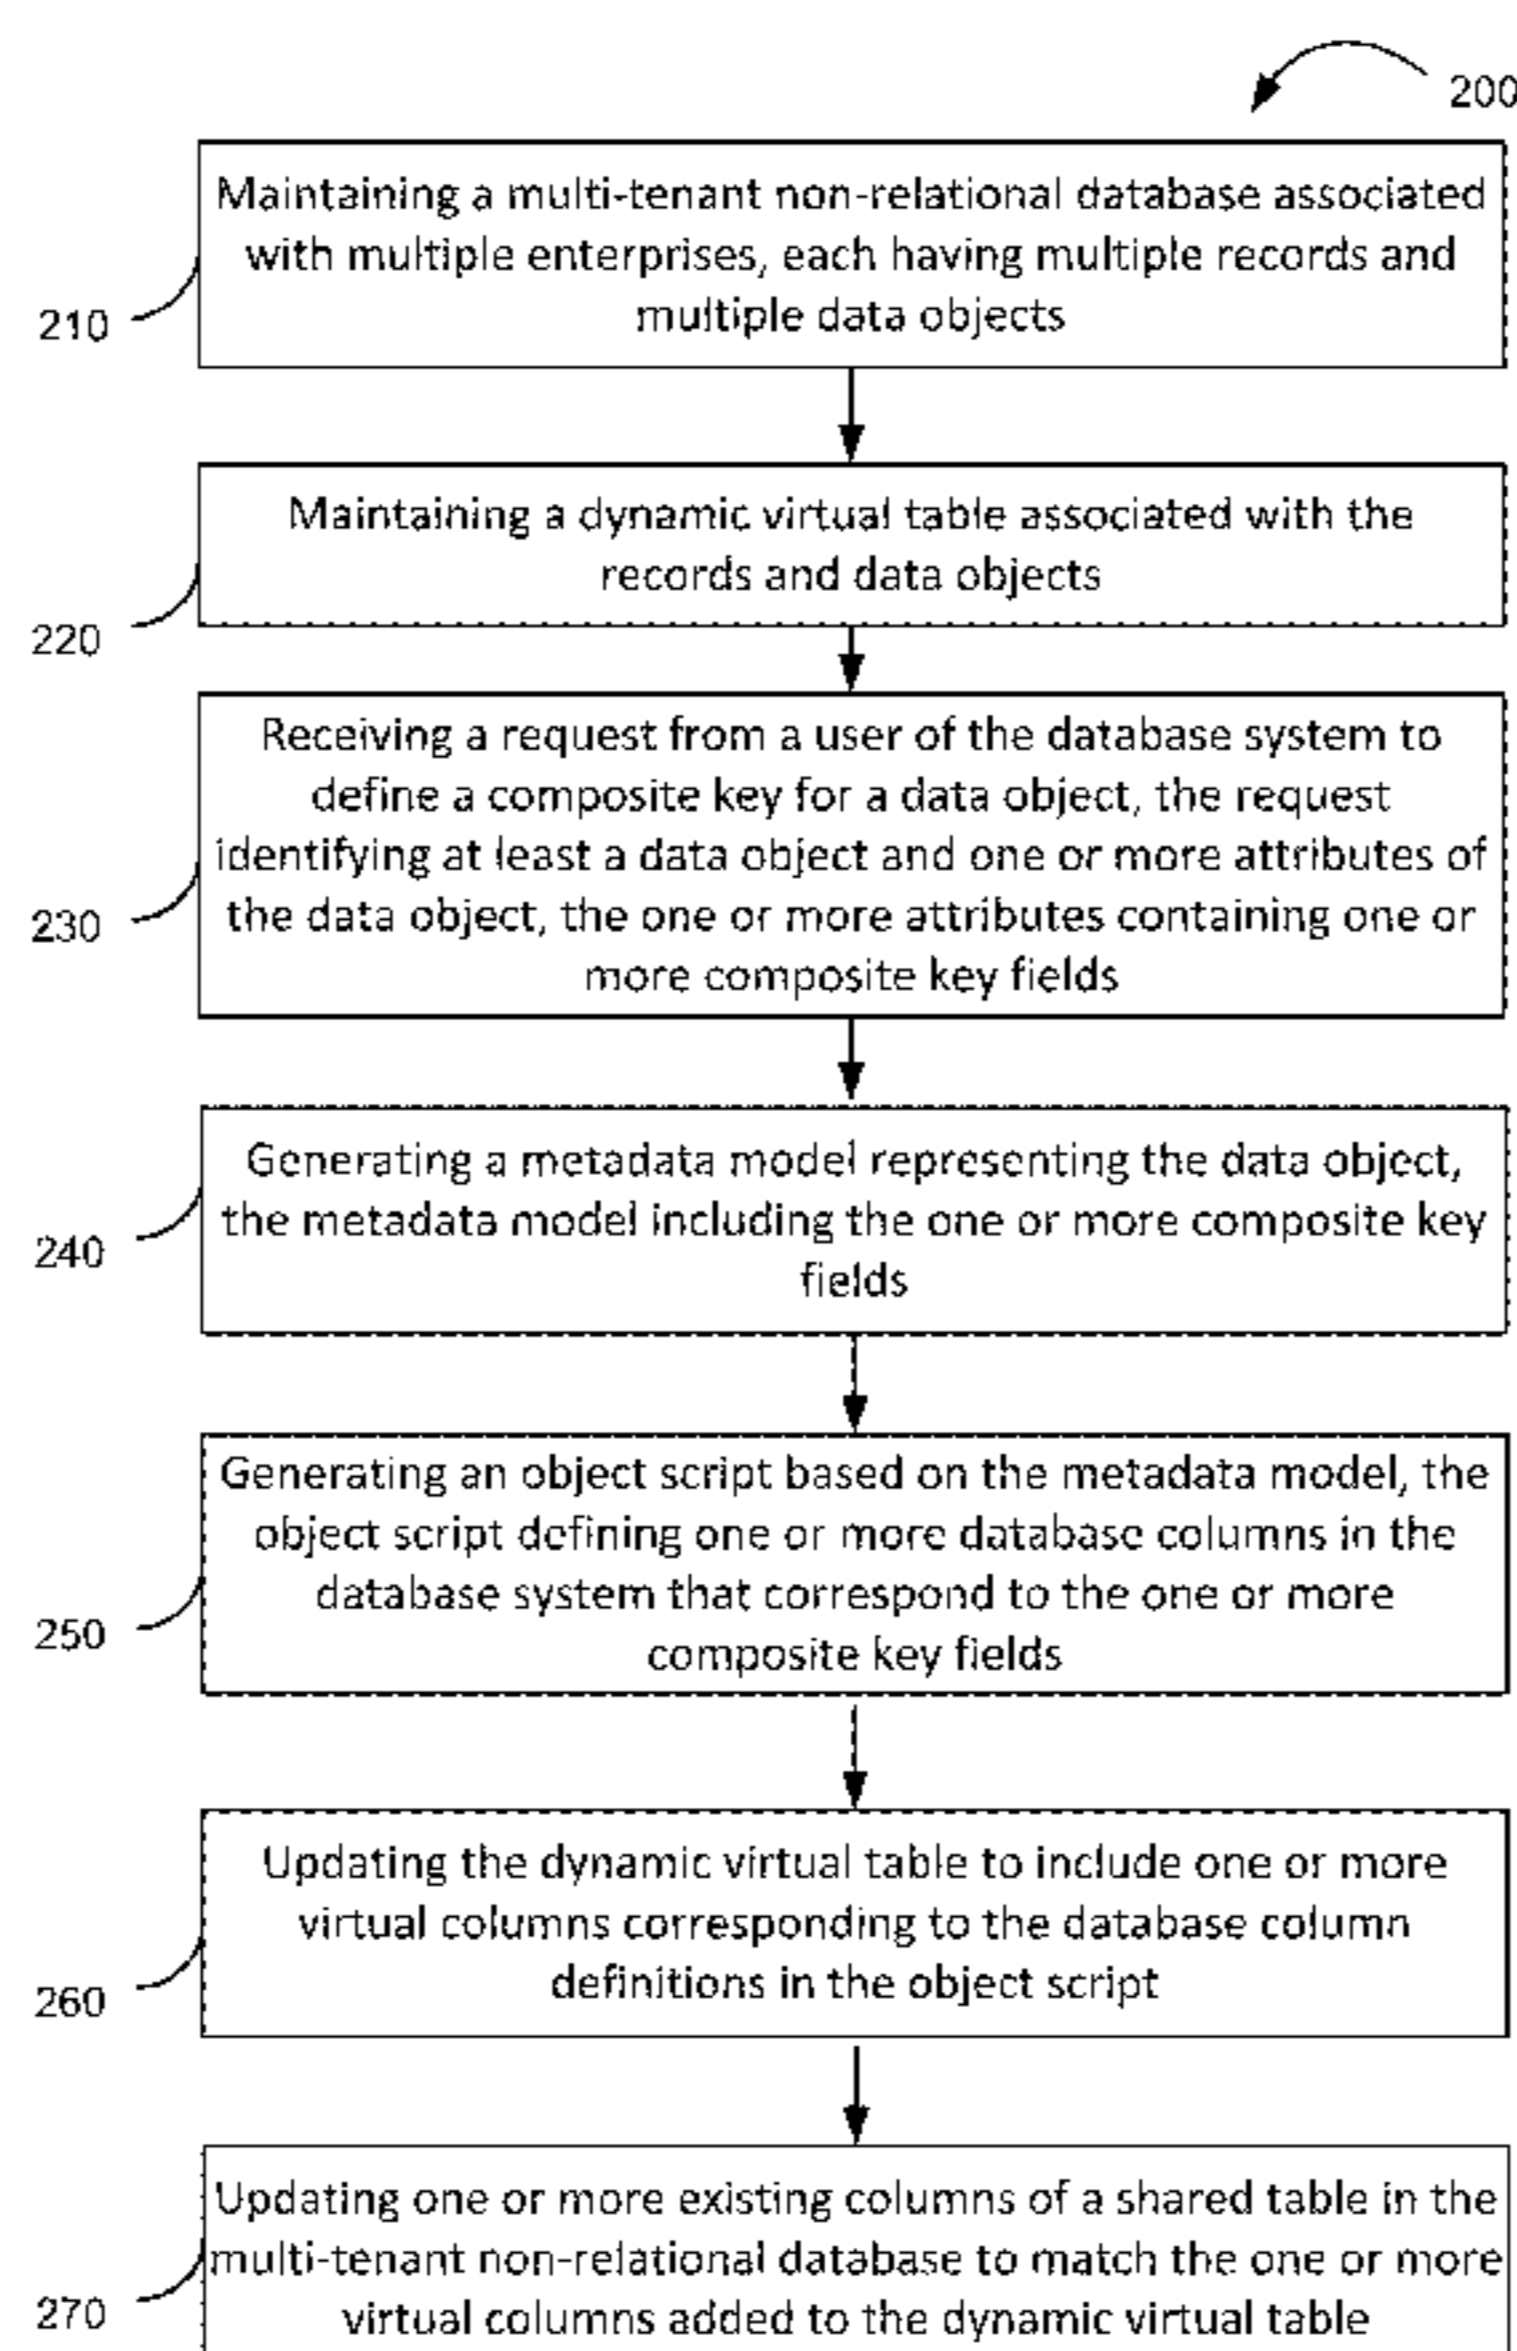 200
Maintaining a multi-tenant non-relational database associated
with multiple enterprises, each having multiple records and
multiple data objects
210
Maintaining a dynamic virtual table associated with the
records and data objects
220
Receiving a request from a user of the database system to
define a composite key for a data object, the request
identifying at least a data object and one or more attributes of
the data object, the one or more attributes containing one or
more composite key fields
230
Generating a metadata model representing the data object,
the metadata model including the one or more composite key
fields
240
Generating an object script based on the metadata model, the
object script defining one or more database columns in the
database system that correspond to the one or more
composite key fields
250
Updating the dynamic virtual table to include one or more
virtual columns corresponding to the database column
definitions in the object script
260
Updating one or more existing columns of a shared table in the
multi-tenant non-relational database to match the one or more
virtual columns added to the dynamic virtual table
270